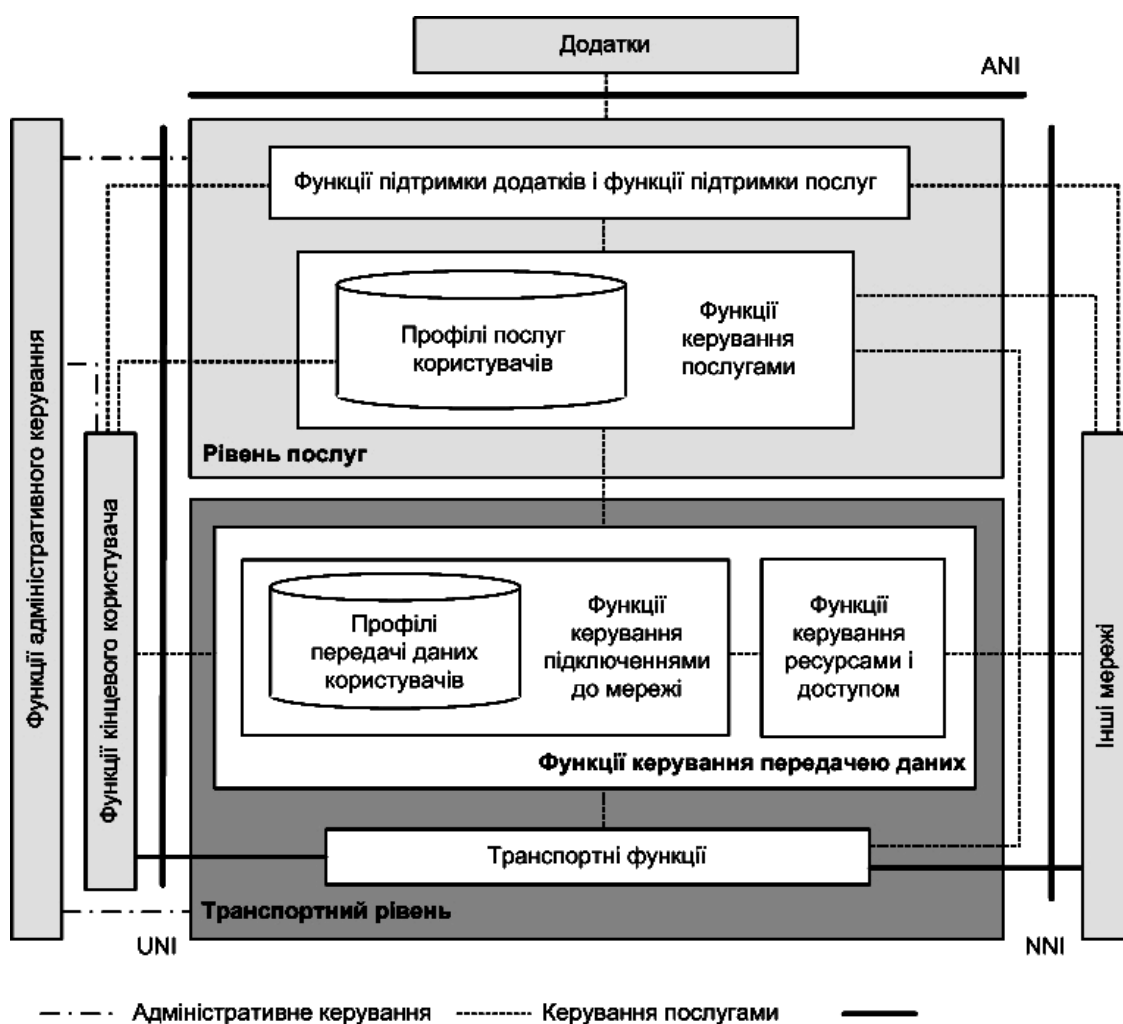 Додатки
ANI
Функції підтримки додатків і функції підтримки послуг
Профілі послуг
користувачів
Функції
керування
послугами
Рівень послуг
Функції адміністративного керування
Функції кінцевого користувача
Профілі
передачі даних
користувачів
Функції
керування
підключеннями
до мережі
Функції
керування
ресурсами і
доступом
Функції керування передачею даних
Інші мережі
Транспортні функції
Транспортний рівень
UNI
NNI
Адміністративне керування
Керування послугами